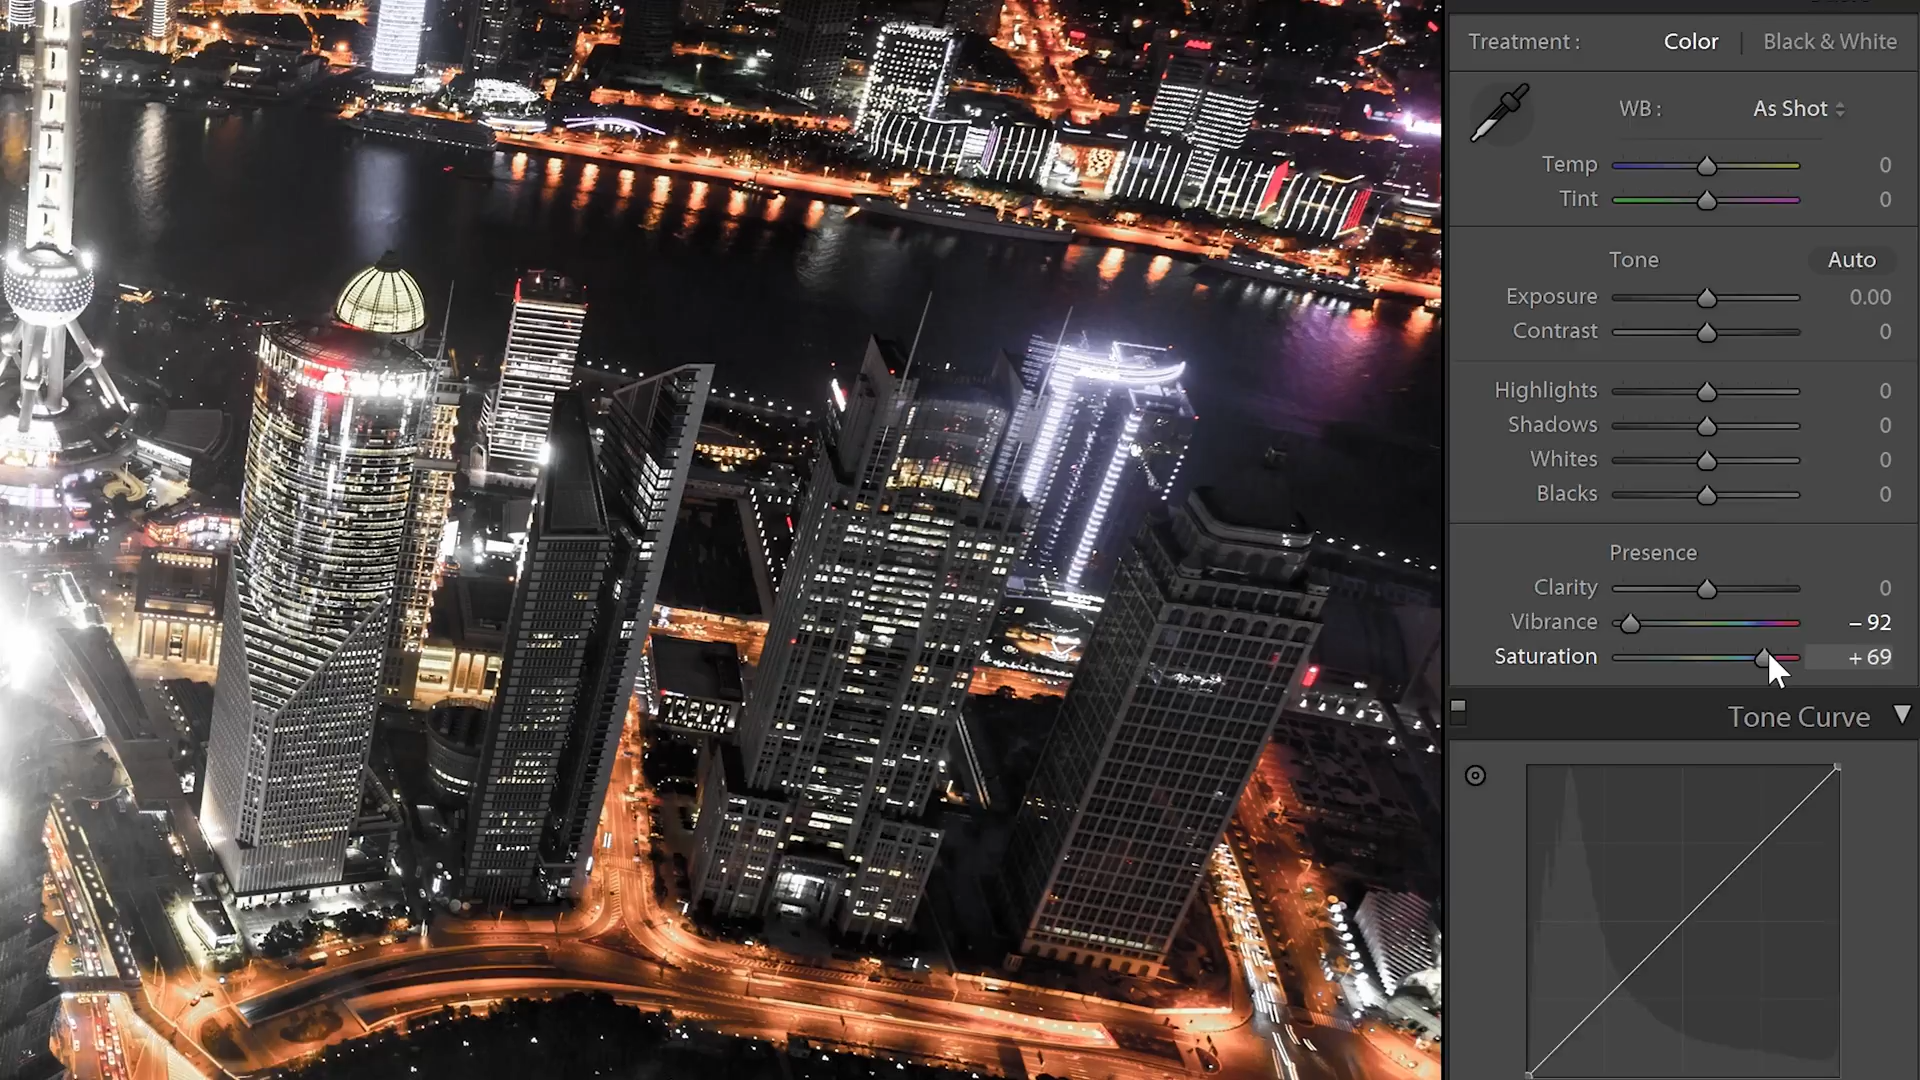 Treatment : Color | Black & White
WB : As Shot
Temp 0
Tint 0
Tone Auto
Exposure 0.00
Contrast 0
Highlights 0
Shadows 0
Whites 0
Blacks 0
Presence
Clarity 0
Vibrance – 92
Saturation + 69
Tone Curve